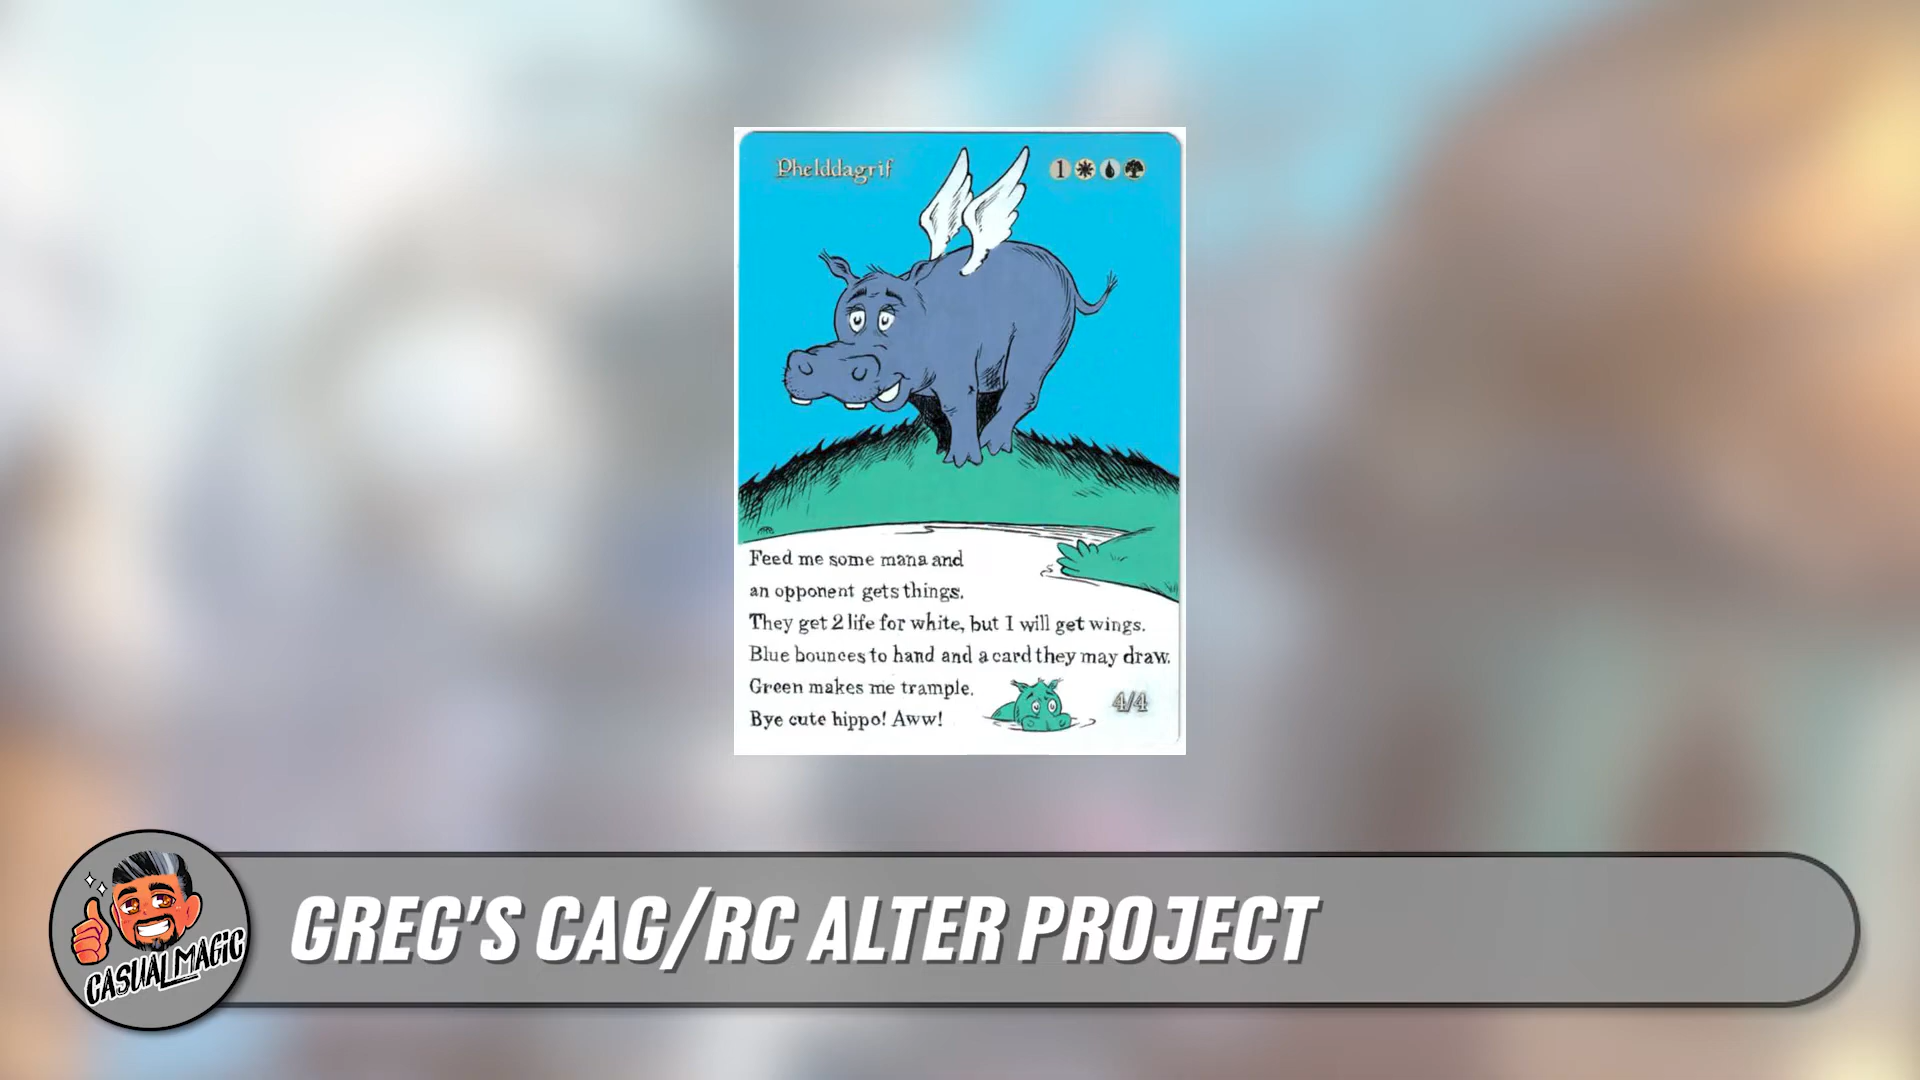 Phelddagrif
1
Feed me some mana and
an opponent gets things.
They get 2 life for white, but I will get wings.
Blue bounces to hand and a card they may draw.
Green makes me trample.
Bye cute hippo! Aww!
4/4
CASUAL MAGIC
GREG'S CAG/RC ALTER PROJECT